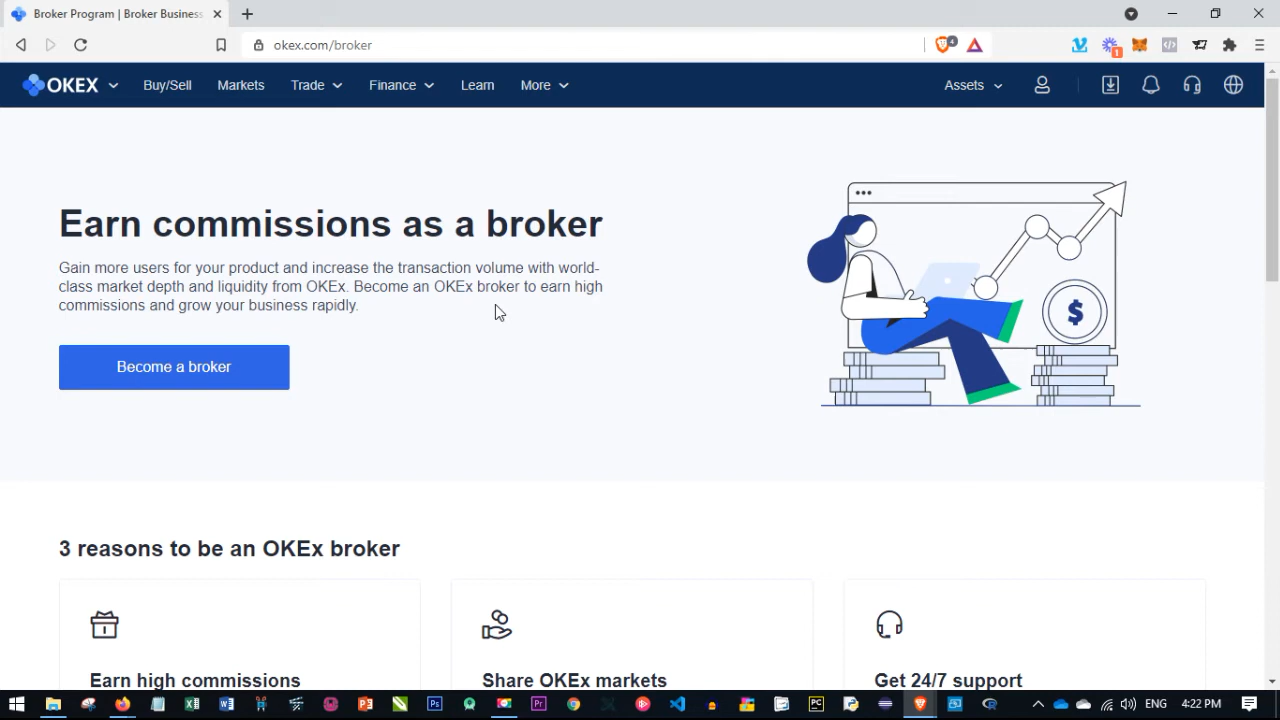 Broker Program | Broker Business
okex.com/broker
4
1
OKEX
Buy/Sell
Markets
Trade
Finance
Learn
More
Assets
Earn commissions as a broker
Gain more users for your product and increase the transaction volume with world-
class market depth and liquidity from OKEx. Become an OKEx broker to earn high
commissions and grow your business rapidly.
Become a broker
$
3 reasons to be an OKEx broker
Earn high commissions
Share OKEx markets
Get 24/7 support
ENG
4:22 PM